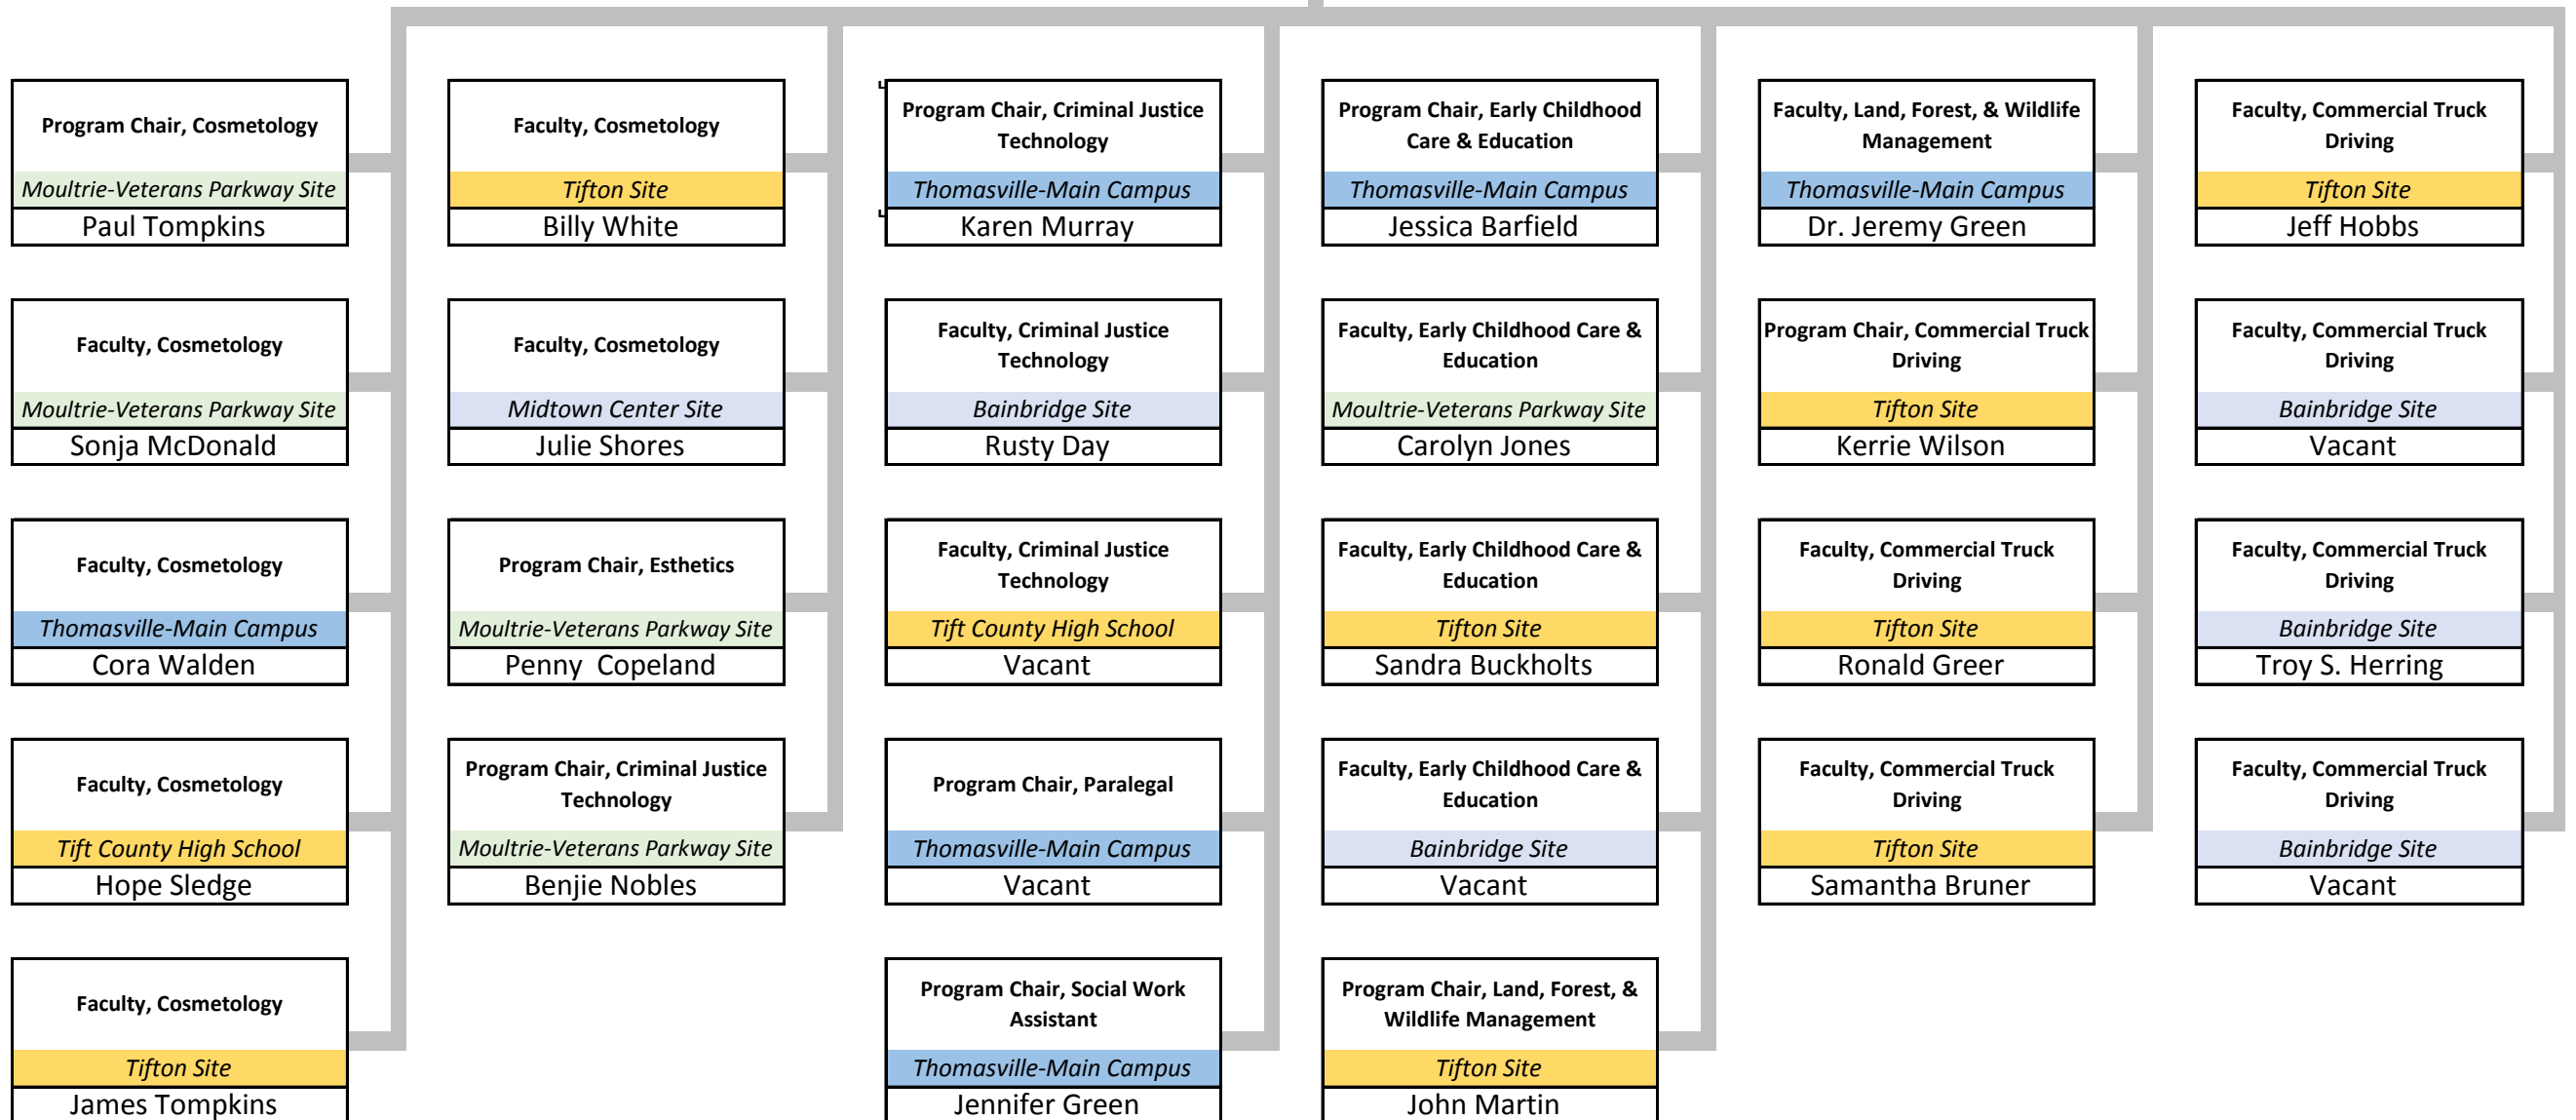 Program Chair, Cosmetology
Moultrie-Veterans Parkway Site
Paul Tompkins
Faculty, Cosmetology
Moultrie-Veterans Parkway Site
Sonja McDonald
Faculty, Cosmetology
Thomasville-Main Campus
Cora Walden
Faculty, Cosmetology
Tift County High School
Hope Sledge
Faculty, Cosmetology
Tifton Site
James Tompkins
Faculty, Cosmetology
Tifton Site
Billy White
Faculty, Cosmetology
Midtown Center Site
Julie Shores
Program Chair, Esthetics
Moultrie-Veterans Parkway Site
Penny  Copeland
Program Chair, Criminal Justice
Technology
Moultrie-Veterans Parkway Site
Benjie Nobles
Program Chair, Criminal Justice
Technology
Thomasville-Main Campus
Karen Murray
Faculty, Criminal Justice
Technology
Bainbridge Site
Rusty Day
Faculty, Criminal Justice
Technology
Tift County High School
Vacant
Program Chair, Paralegal
Thomasville-Main Campus
Vacant
Program Chair, Social Work
Assistant
Thomasville-Main Campus
Jennifer Green
Program Chair, Early Childhood
Care & Education
Thomasville-Main Campus
Jessica Barfield
Faculty, Early Childhood Care &
Education
Moultrie-Veterans Parkway Site
Carolyn Jones
Faculty, Early Childhood Care &
Education
Tifton Site
Sandra Buckholts
Faculty, Early Childhood Care &
Education
Bainbridge Site
Vacant
Program Chair, Land, Forest, &
Wildlife Management
Tifton Site
John Martin
Faculty, Land, Forest, & Wildlife
Management
Thomasville-Main Campus
Dr. Jeremy Green
Program Chair, Commercial Truck
Driving
Tifton Site
Kerrie Wilson
Faculty, Commercial Truck
Driving
Tifton Site
Ronald Greer
Faculty, Commercial Truck
Driving
Tifton Site
Samantha Bruner
Faculty, Commercial Truck
Driving
Tifton Site
Jeff Hobbs
Faculty, Commercial Truck
Driving
Bainbridge Site
Vacant
Faculty, Commercial Truck
Driving
Bainbridge Site
Troy S. Herring
Faculty, Commercial Truck
Driving
Bainbridge Site
Vacant